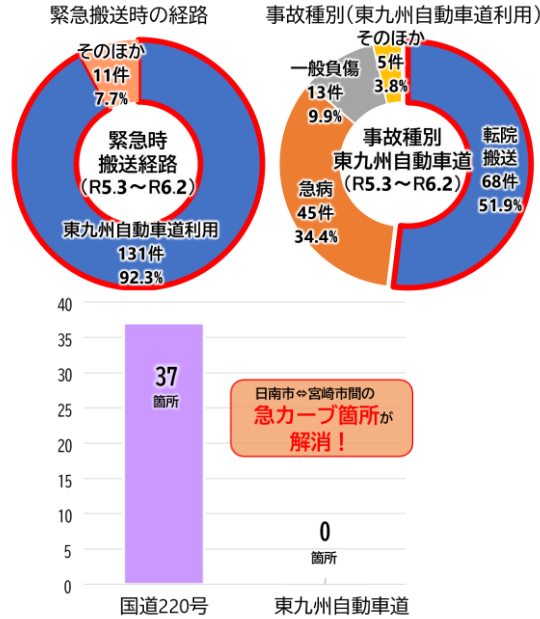 緊急搬送時の経路
そのほか
11件
7.7%
緊急時
搬送経路
(R5.3～R6.2)
東九州自動車道利用
131件
92.3%
事故種別(東九州自動車道利用)
そのほか
5件
3.8%
一般負傷
13件
9.9%
事故種別
東九州自動車道
(R5.3～R6.2)
転院
搬送
68件
51.9%
急病
45件
34.4%
40
35
30
25
20
15
10
5
0
37
箇所
日南市⇔宮崎市間の
急カーブ箇所が
解消！
0
箇所
国道220号
東九州自動車道